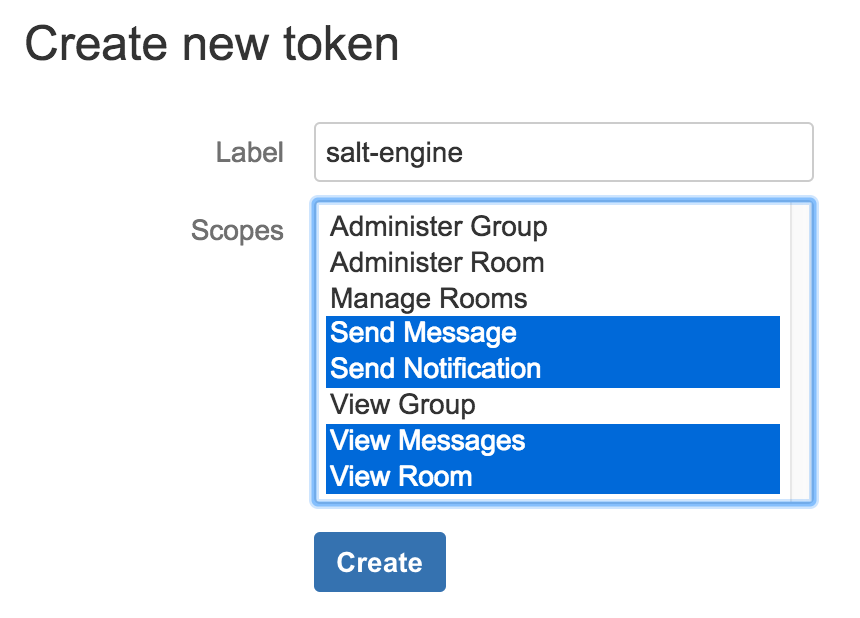 Create new token
Label salt-engine
Scopes Administer Group
Administer Room
Manage Rooms
Send Message
Send Notification
View Group
View Messages
View Room
Create